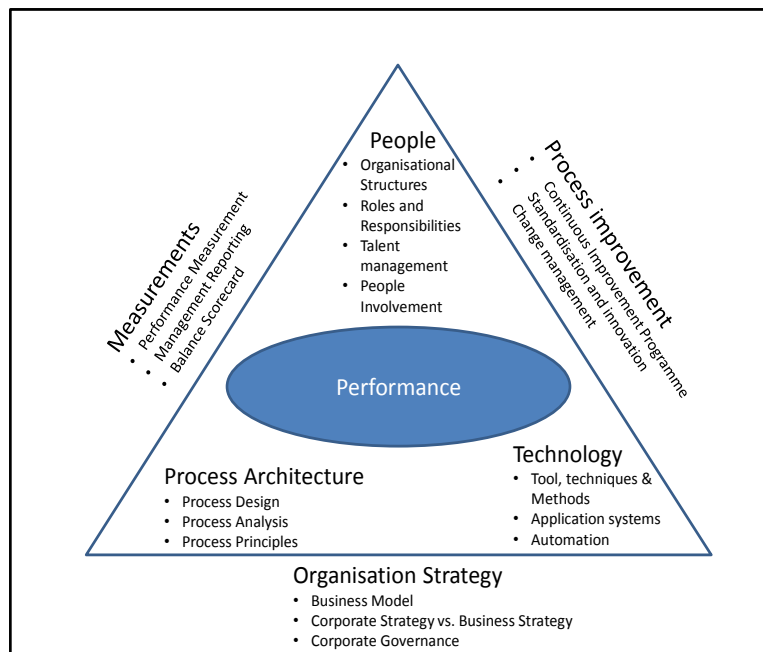 People
• Organisational
Structures
• Roles and
Responsibilities
• Talent
management
• People
Involvement
Measurements
• Performance Measurement
• Management Reporting
• Balance Scorecard
Process improvement
• Continuous Improvement Programme
• Standardisation and innovation
• Change management
Performance
Process Architecture
• Process Design
• Process Analysis
• Process Principles
Technology
• Tool, techniques &
Methods
• Application systems
• Automation
Organisation Strategy
• Business Model
• Corporate Strategy vs. Business Strategy
• Corporate Governance